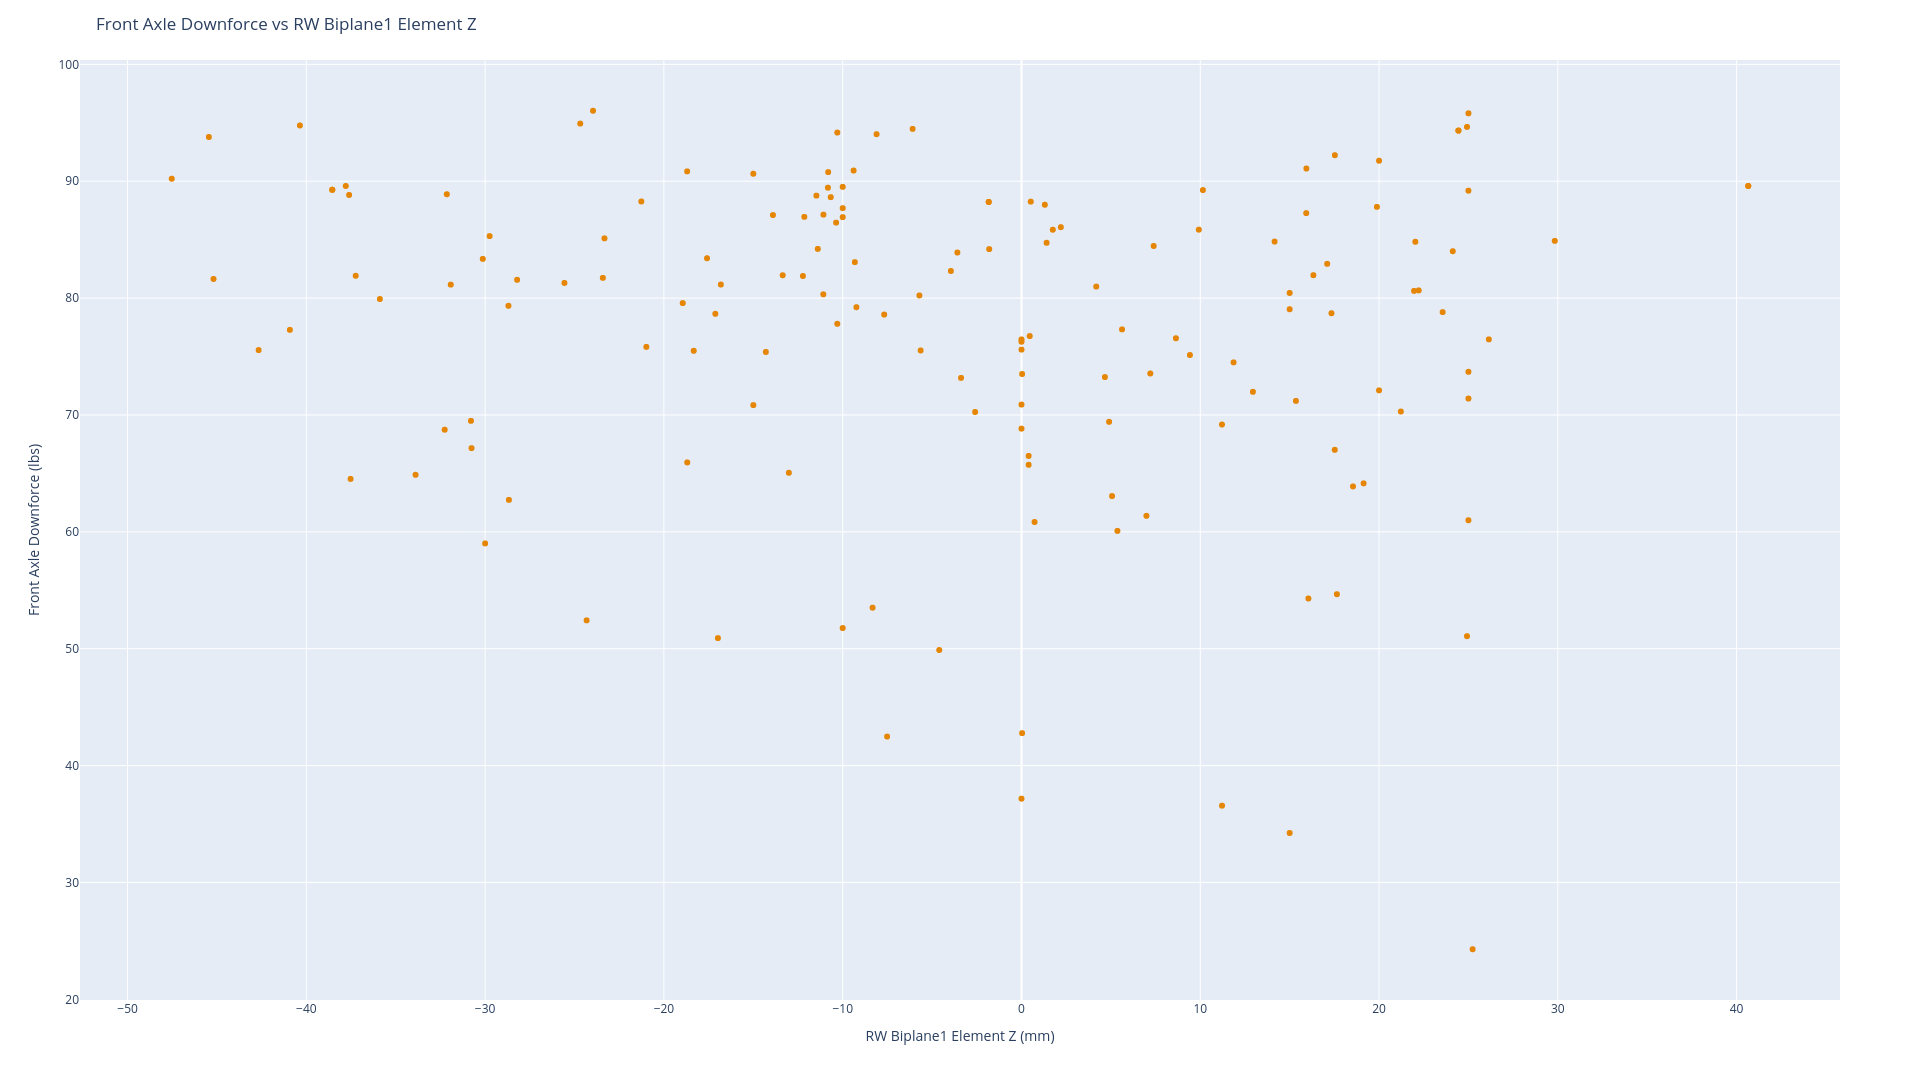 Front Axle Downforce vs RW Biplane1 Element Z
100
90
80
70
60
50
40
30
20
Front Axle Downforce (lbs)
−50 −40 −30 −20 −10 0 10 20 30 40
RW Biplane1 Element Z (mm)